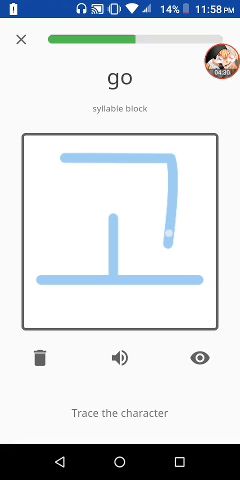 14% 11:58 PM
go
04:30
syllable block
고
Trace the character